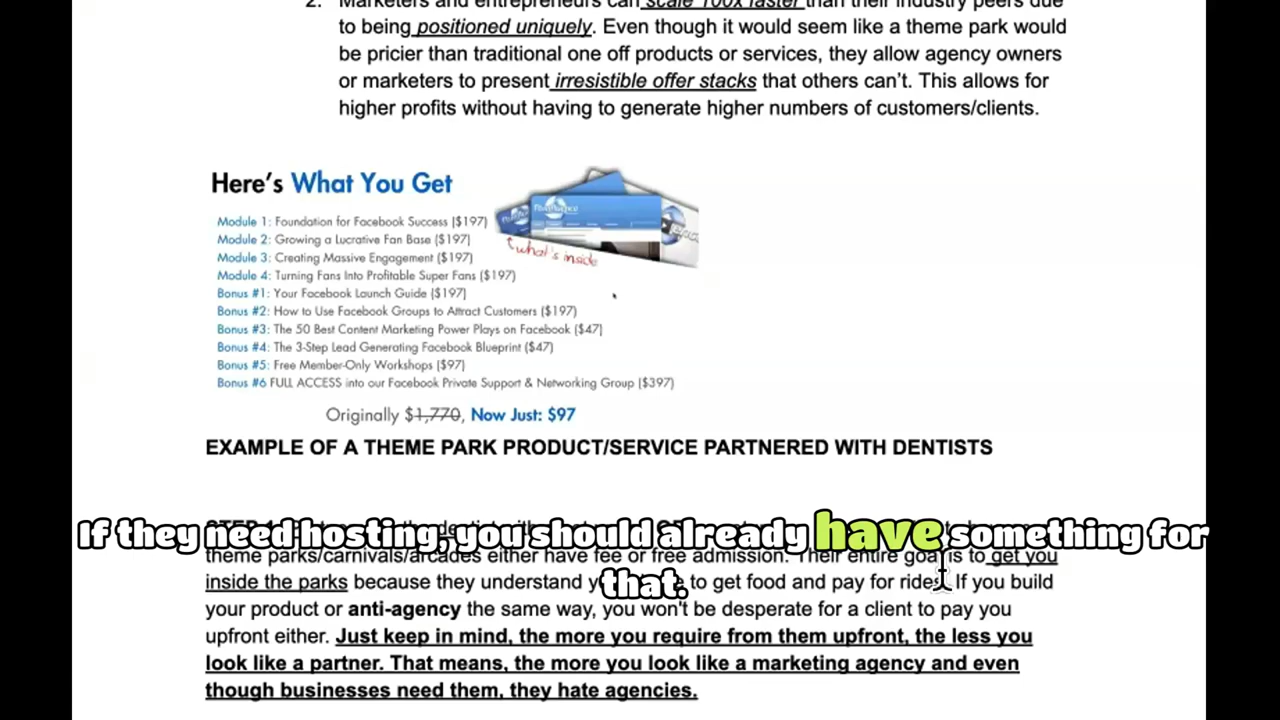 2. Marketers and entrepreneurs can scale 100x faster than their industry peers due
to being positioned uniquely. Even though it would seem like a theme park would
be pricier than traditional one off products or services, they allow agency owners
or marketers to present irresistible offer stacks that others can’t. This allows for
higher profits without having to generate higher numbers of customers/clients.
Here's What You Get
what's inside
Module 1: Foundation for Facebook Success ($197)
Module 2: Growing a Lucrative Fan Base ($197)
Module 3: Creating Massive Engagement ($197)
Module 4: Turning Fans Into Profitable Super Fans ($197)
Bonus #1: Your Facebook Launch Guide ($197)
Bonus #2: How to Use Facebook Groups to Attract Customers ($197)
Bonus #3: The 50 Best Content Marketing Power Plays on Facebook ($47)
Bonus #4: The 3-Step Lead Generating Facebook Blueprint ($47)
Bonus #5: Free Member-Only Workshops ($97)
Bonus #6 FULL ACCESS into our Facebook Private Support & Networking Group ($397)
Originally $1,770, Now Just: $97
EXAMPLE OF A THEME PARK PRODUCT/SERVICE PARTNERED WITH DENTISTS
If they need hosting, you should already have something for
that.
theme parks/carnivals/arcades either have fee or free admission. Their entire goal is to get you
inside the parks because they understand to get food and pay for rides. If you build
your product or anti-agency the same way, you won't be desperate for a client to pay you
upfront either. Just keep in mind, the more you require from them upfront, the less you
look like a partner. That means, the more you look like a marketing agency and even
though businesses need them, they hate agencies.